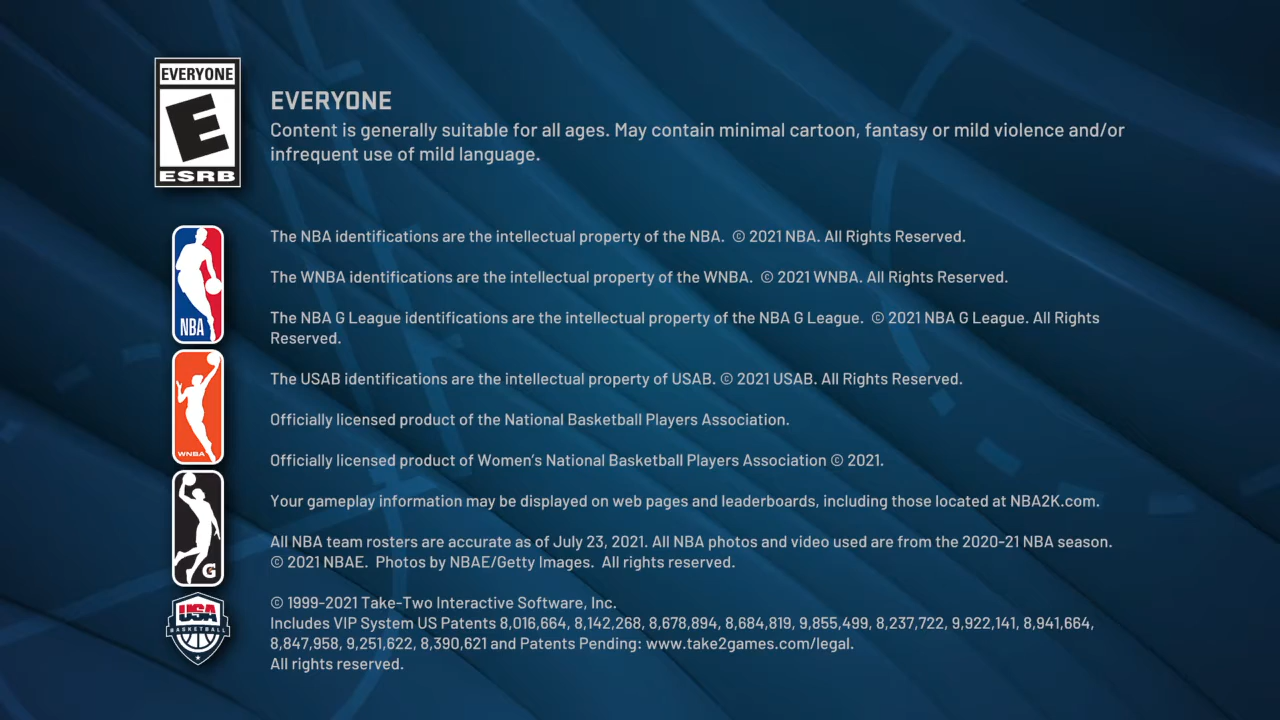 EVERYONE
E
ESRB
EVERYONE
Content is generally suitable for all ages. May contain minimal cartoon, fantasy or mild violence and/or
infrequent use of mild language.
NBA
The NBA identifications are the intellectual property of the NBA.  © 2021 NBA. All Rights Reserved.
The WNBA identifications are the intellectual property of the WNBA.  © 2021 WNBA. All Rights Reserved.
The NBA G League identifications are the intellectual property of the NBA G League.  © 2021 NBA G League. All Rights
Reserved.
WNBA
The USAB identifications are the intellectual property of USAB. © 2021 USAB. All Rights Reserved.
Officially licensed product of the National Basketball Players Association.
Officially licensed product of Women's National Basketball Players Association © 2021.
G
Your gameplay information may be displayed on web pages and leaderboards, including those located at NBA2K.com.
All NBA team rosters are accurate as of July 23, 2021. All NBA photos and video used are from the 2020-21 NBA season.
© 2021 NBAE.  Photos by NBAE/Getty Images.  All rights reserved.
USA
BASKETBALL
© 1999-2021 Take-Two Interactive Software, Inc.
Includes VIP System US Patents 8,016,664, 8,142,268, 8,678,894, 8,684,819, 9,855,499, 8,237,722, 9,922,141, 8,941,664,
8,847,958, 9,251,622, 8,390,621 and Patents Pending: www.take2games.com/legal.
All rights reserved.